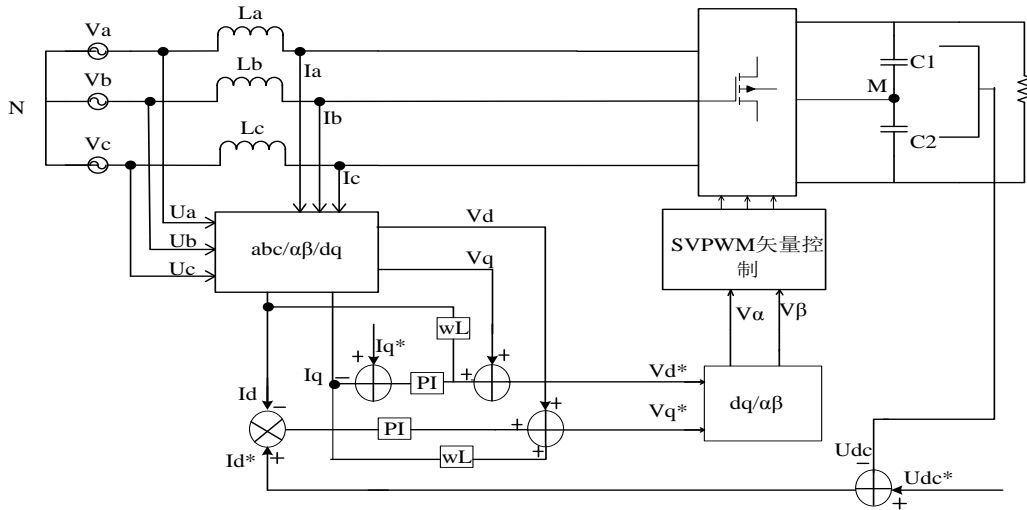 Va
La
Ia
Vb
Lb
Ib
N
Vc
Lc
Ic
C1
M
C2
Ua
Ub
Uc
abc/αβ/dq
Vd
Vq
SVPWM矢量控
制
Vα
Vβ
wL
Iq*
+
+
Iq
−
PI
+
Vd*
Id
−
+
dq/αβ
PI
+
Vq*
Id*
+
wL
+
Udc
−
Udc*
+